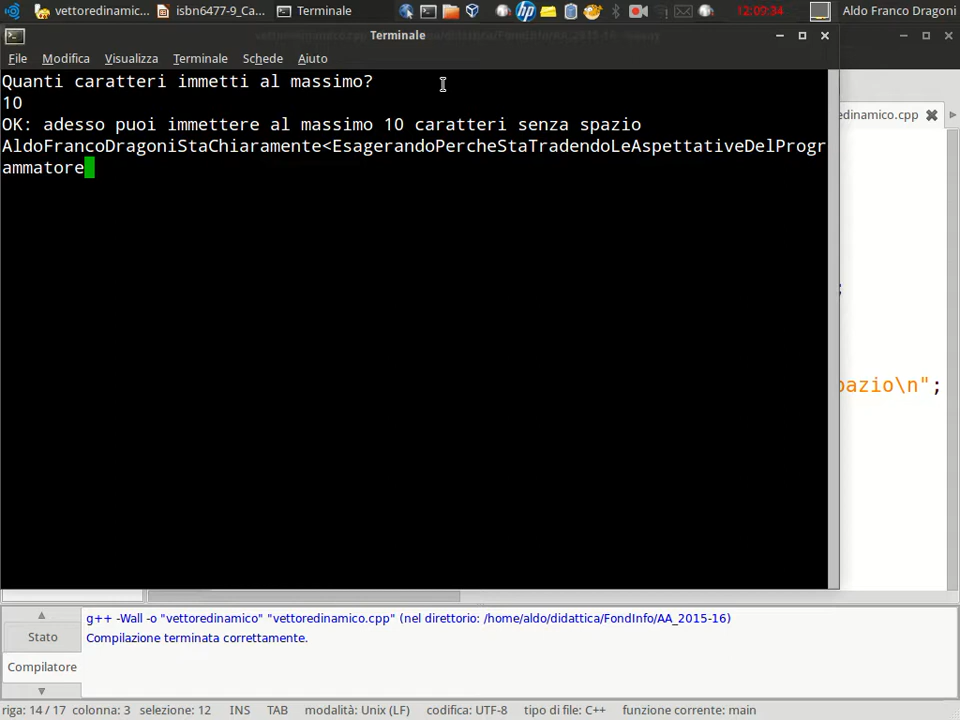 vettoredinamic...
isbn6477-9_Ca...
Terminale
12:09:34
Aldo Franco Dragoni
Terminale
File Modifica Visualizza Terminale Schede Aiuto
Quanti caratteri immetti al massimo?
10
OK: adesso puoi immettere al massimo 10 caratteri senza spazio
AldoFrancoDragoniStaChiaramente<EsagerandoPercheStaTradendoLeAspettativeDelProgr
ammatore
edinamico.cpp
;
pazio\n";
Stato
Compilatore
g++ -Wall -o "vettoredinamico" "vettoredinamico.cpp" (nel direttorio: /home/aldo/didattica/FondInfo/AA_2015-16)
Compilazione terminata correttamente.
riga: 14 / 17 colonna: 3 selezione: 12 INS TAB modalità: Unix (LF) codifica: UTF-8 tipo di file: C++ funzione corrente: main